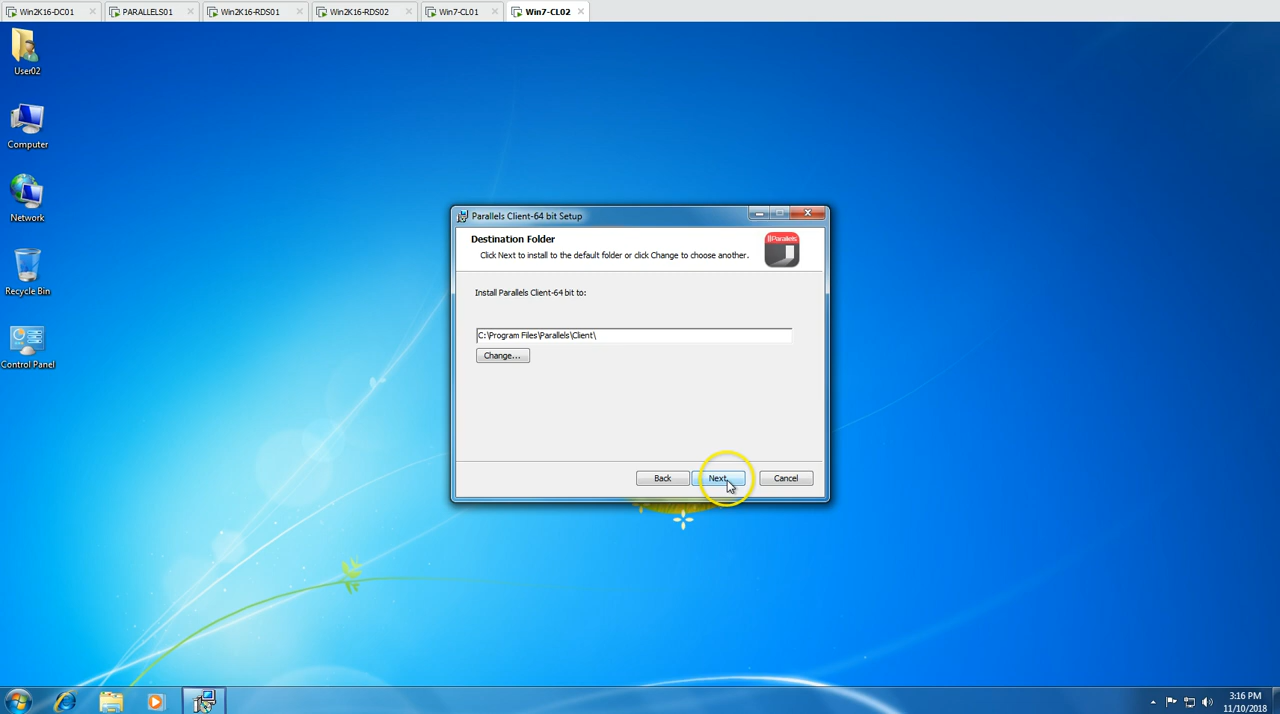 Win2K16-DC01
PARALLELS01
Win2K16-RDS01
Win2K16-RDS02
Win7-CL01
Win7-CL02
User02
Computer
Network
Recycle Bin
Control Panel
Parallels Client-64 bit Setup
Destination Folder
Click Next to install to the default folder or click Change to choose another.
Parallels
Install Parallels Client-64 bit to:
C:\Program Files\Parallels\Client\
Change...
Back
Next
Cancel
3:16 PM
11/10/2018